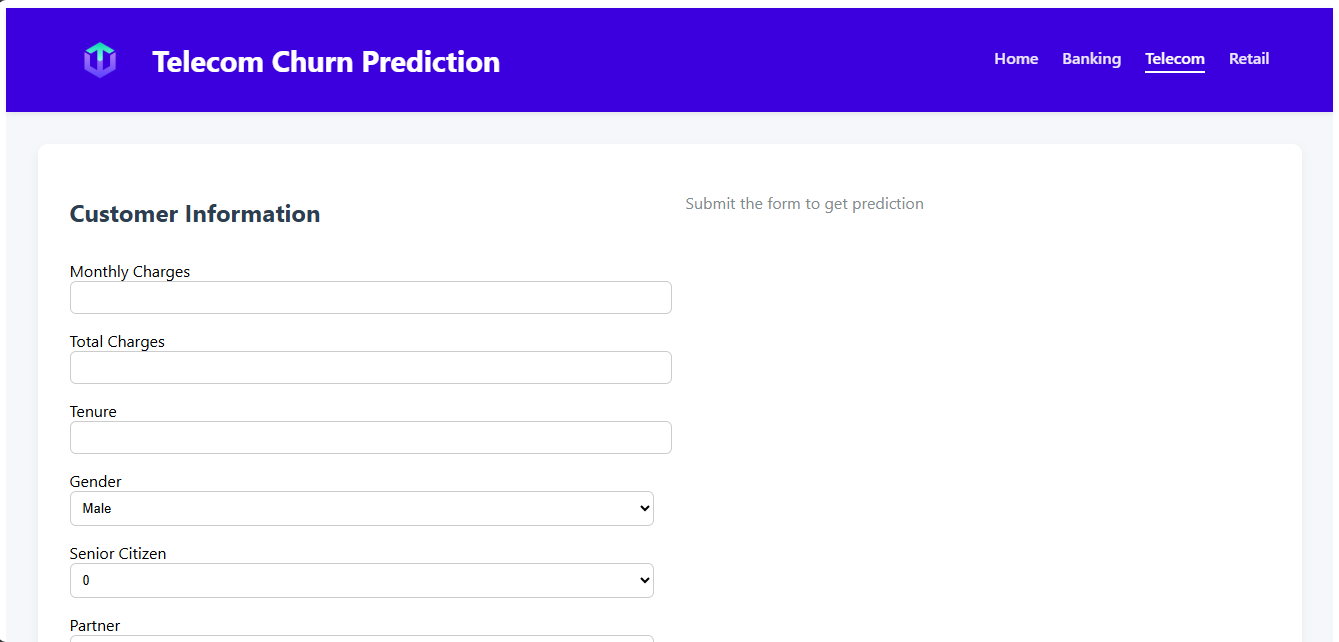 Telecom Churn Prediction
Home Banking Telecom Retail
Customer Information
Submit the form to get prediction
Monthly Charges
Total Charges
Tenure
Gender
Male
Senior Citizen
0
Partner